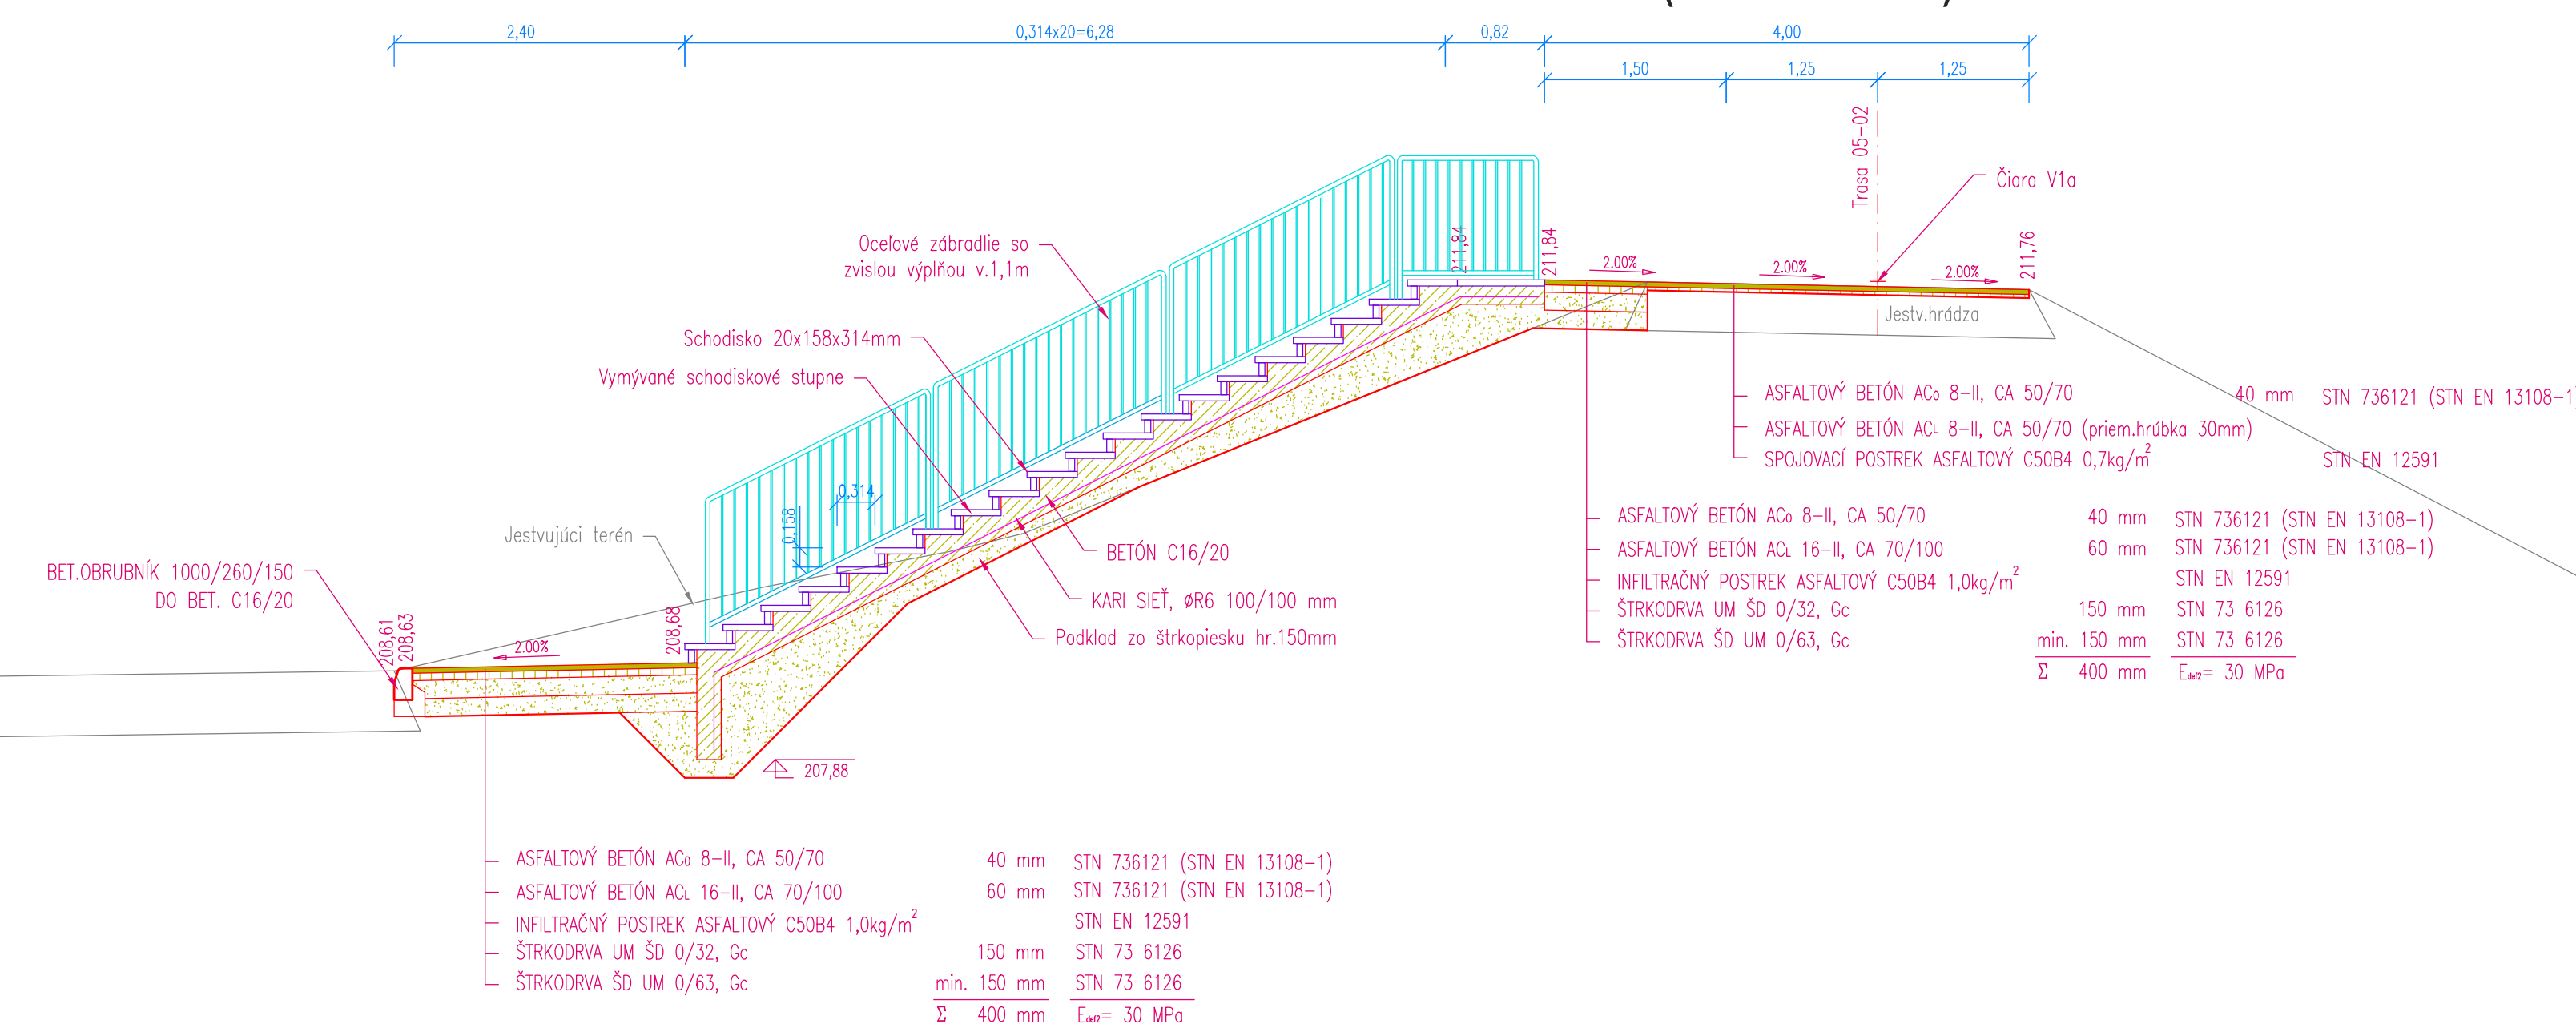 2,40
0,314x20=6,28
0,82
4,00
1,50
1,25
1,25
Trasa 05-02
Čiara V1a
Oceľové zábradlie so
zvislou výplňou v.1,1m
211,84
211,84
2.00%
2.00%
2.00%
211,76
Jestv.hrádza
Schodisko 20x158x314mm
Vymývané schodiskové stupne
0,314
0,158
Jestvujúci terén
BET.OBRUBNÍK 1000/260/150
DO BET. C16/20
208,61
208,63
2.00%
208,68
BETÓN C16/20
KARI SIEŤ, ØR6 100/100 mm
Podklad zo štrkopiesku hr.150mm
207,88
ASFALTOVÝ BETÓN ACo 8-II, CA 50/70 40 mm STN 736121 (STN EN 13108-1)
ASFALTOVÝ BETÓN ACL 8-II, CA 50/70 (priem.hrúbka 30mm)
SPOJOVACÍ POSTREK ASFALTOVÝ C50B4 0,7kg/m² STN EN 12591
ASFALTOVÝ BETÓN ACo 8-II, CA 50/70 40 mm STN 736121 (STN EN 13108-1)
ASFALTOVÝ BETÓN ACL 16-II, CA 70/100 60 mm STN 736121 (STN EN 13108-1)
INFILTRAČNÝ POSTREK ASFALTOVÝ C50B4 1,0kg/m² STN EN 12591
ŠTRKODRVA UM ŠD 0/32, Gc 150 mm STN 73 6126
ŠTRKODRVA ŠD UM 0/63, Gc min. 150 mm STN 73 6126
Σ 400 mm Edef2= 30 MPa
ASFALTOVÝ BETÓN ACo 8-II, CA 50/70 40 mm STN 736121 (STN EN 13108-1)
ASFALTOVÝ BETÓN ACL 16-II, CA 70/100 60 mm STN 736121 (STN EN 13108-1)
INFILTRAČNÝ POSTREK ASFALTOVÝ C50B4 1,0kg/m² STN EN 12591
ŠTRKODRVA UM ŠD 0/32, Gc 150 mm STN 73 6126
ŠTRKODRVA ŠD UM 0/63, Gc min. 150 mm STN 73 6126
Σ 400 mm Edef2= 30 MPa